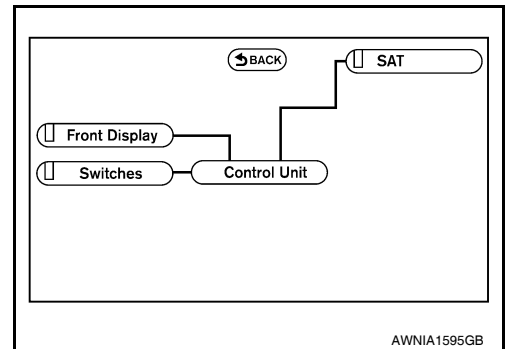 BACK
SAT
Front Display
Switches
Control Unit
AWNIA1595GB